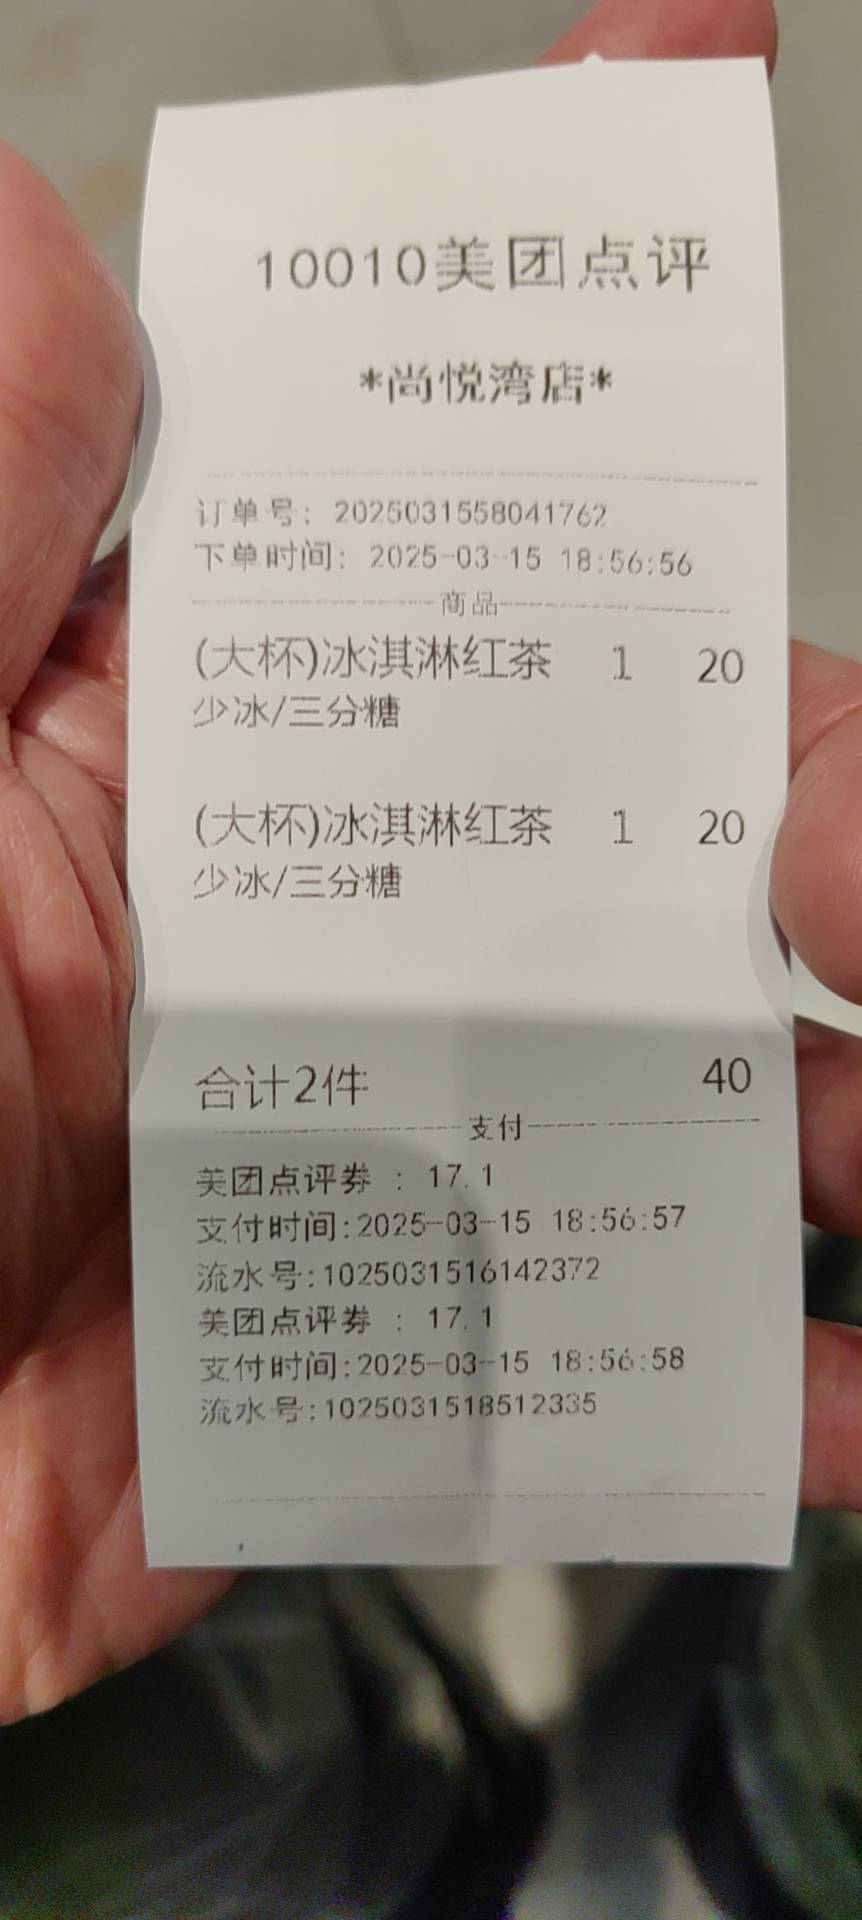 10010美团点评
*尚悦湾店*
订单号: 2025031558041762
下单时间: 2025-03-15 18:56:56
商品
(大杯)冰淇淋红茶 1 20
少冰/三分糖
(大杯)冰淇淋红茶 1 20
少冰/三分糖
合计2件 40
支付
美团点评券 : 17.1
支付时间:2025-03-15 18:56:57
流水号:1025031516142372
美团点评券 : 17.1
支付时间:2025-03-15 18:56:58
流水号:1025031518512335